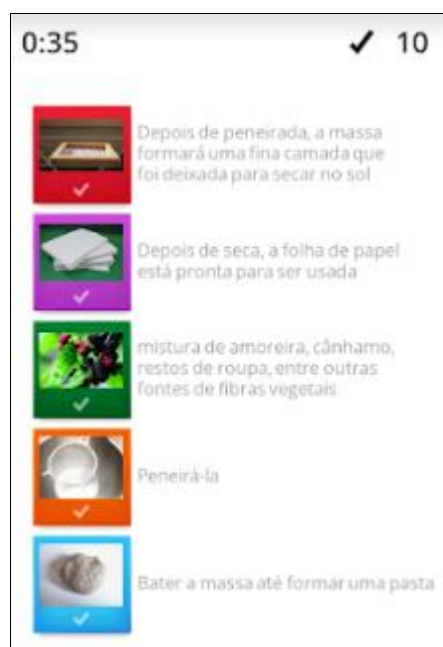 0:35 ✓ 10
Depois de peneirada, a massa
formará uma fina camada que
foi deixada para secar no sol
Depois de seca, a folha de papel
está pronta para ser usada
mistura de amoreira, cânhamo,
restos de roupa, entre outras
fontes de fibras vegetais
Peneirá-la
Bater a massa até formar uma pasta